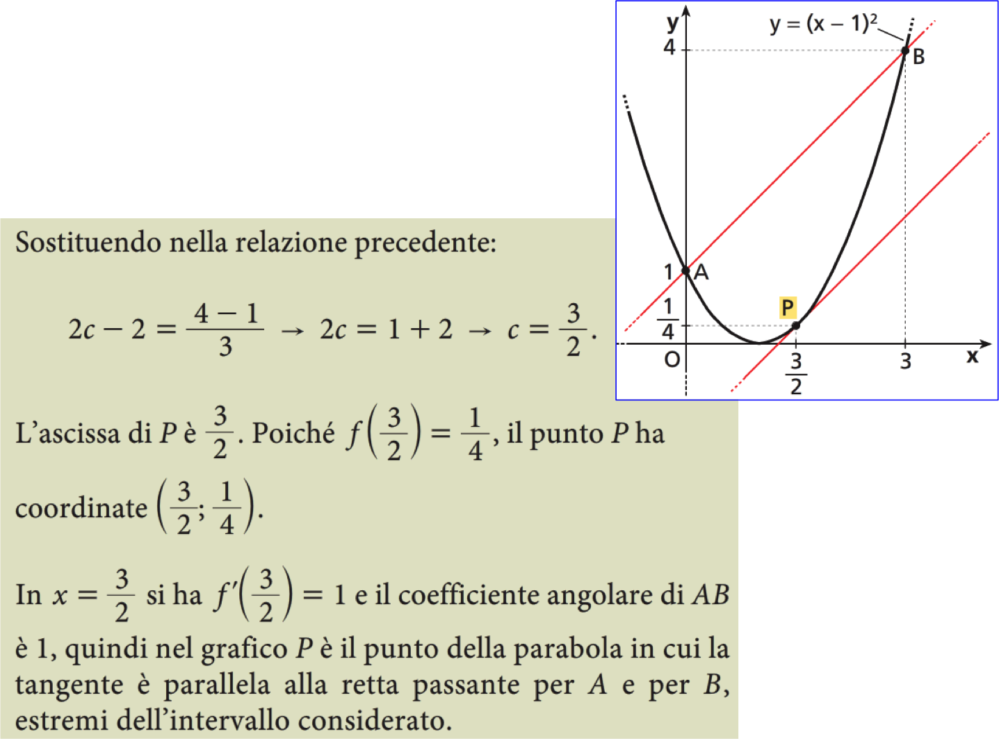 y
y = (x − 1)²
4
B
1
A
P
1/4
O
3/2
3
x
Sostituendo nella relazione precedente:
2c − 2 = (4 − 1)/3 → 2c = 1 + 2 → c = 3/2.
L’ascissa di P è 3/2. Poiché f(3/2) = 1/4, il punto P ha
coordinate (3/2; 1/4).
In x = 3/2 si ha f′(3/2) = 1 e il coefficiente angolare di AB
è 1, quindi nel grafico P è il punto della parabola in cui la
tangente è parallela alla retta passante per A e per B,
estremi dell’intervallo considerato.